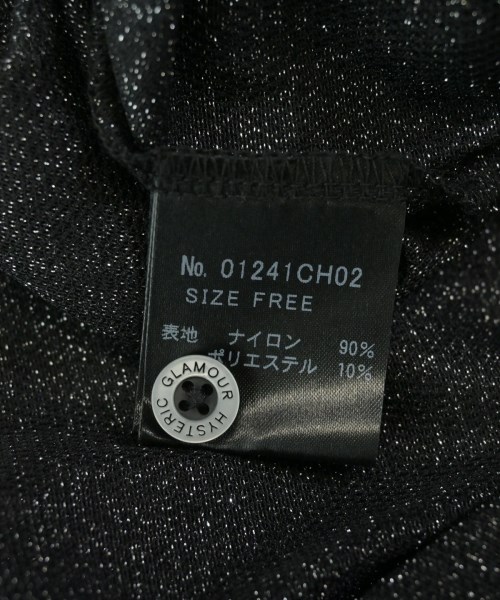 No. 01241CH02
SIZE FREE
表地 ナイロン 90%
ポリエステル 10%
HYSTERIC GLAMOUR